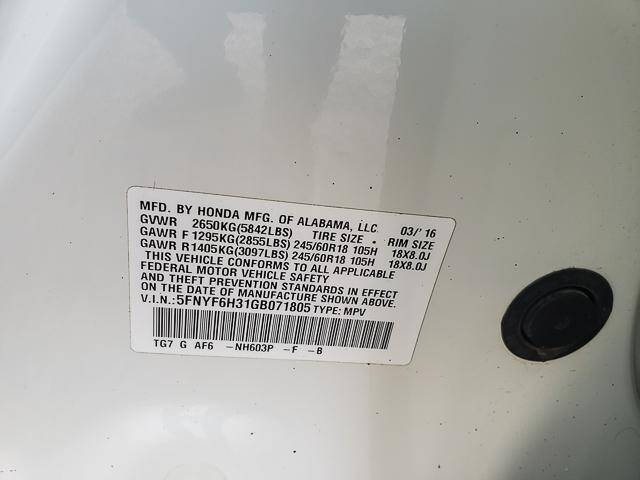 MFD. BY HONDA MFG. OF ALABAMA, LLC. 03/'16
GVWR 2650KG(5842LBS) TIRE SIZE RIM SIZE
GAWR F 1295KG(2855LBS) 245/60R18 105H 18X8.0J
GAWR R 1405KG(3097LBS) 245/60R18 105H 18X8.0J
THIS VEHICLE CONFORMS TO ALL APPLICABLE
FEDERAL MOTOR VEHICLE SAFETY
AND THEFT PREVENTION STANDARDS IN EFFECT
ON THE DATE OF MANUFACTURE SHOWN ABOVE.
V.I.N.:5FNYF6H31GB071805 TYPE: MPV
TG7 G AF6 -NH603P -F -B